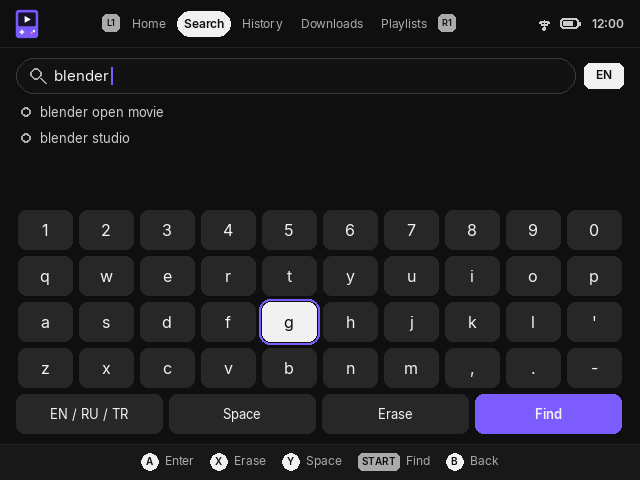 L1 Home Search History Downloads Playlists R1 12:00
blender EN
blender open movie
blender studio
1 2 3 4 5 6 7 8 9 0
q w e r t y u i o p
a s d f g h j k l '
z x c v b n m , . -
EN / RU / TR Space Erase Find
A Enter X Erase Y Space START Find B Back